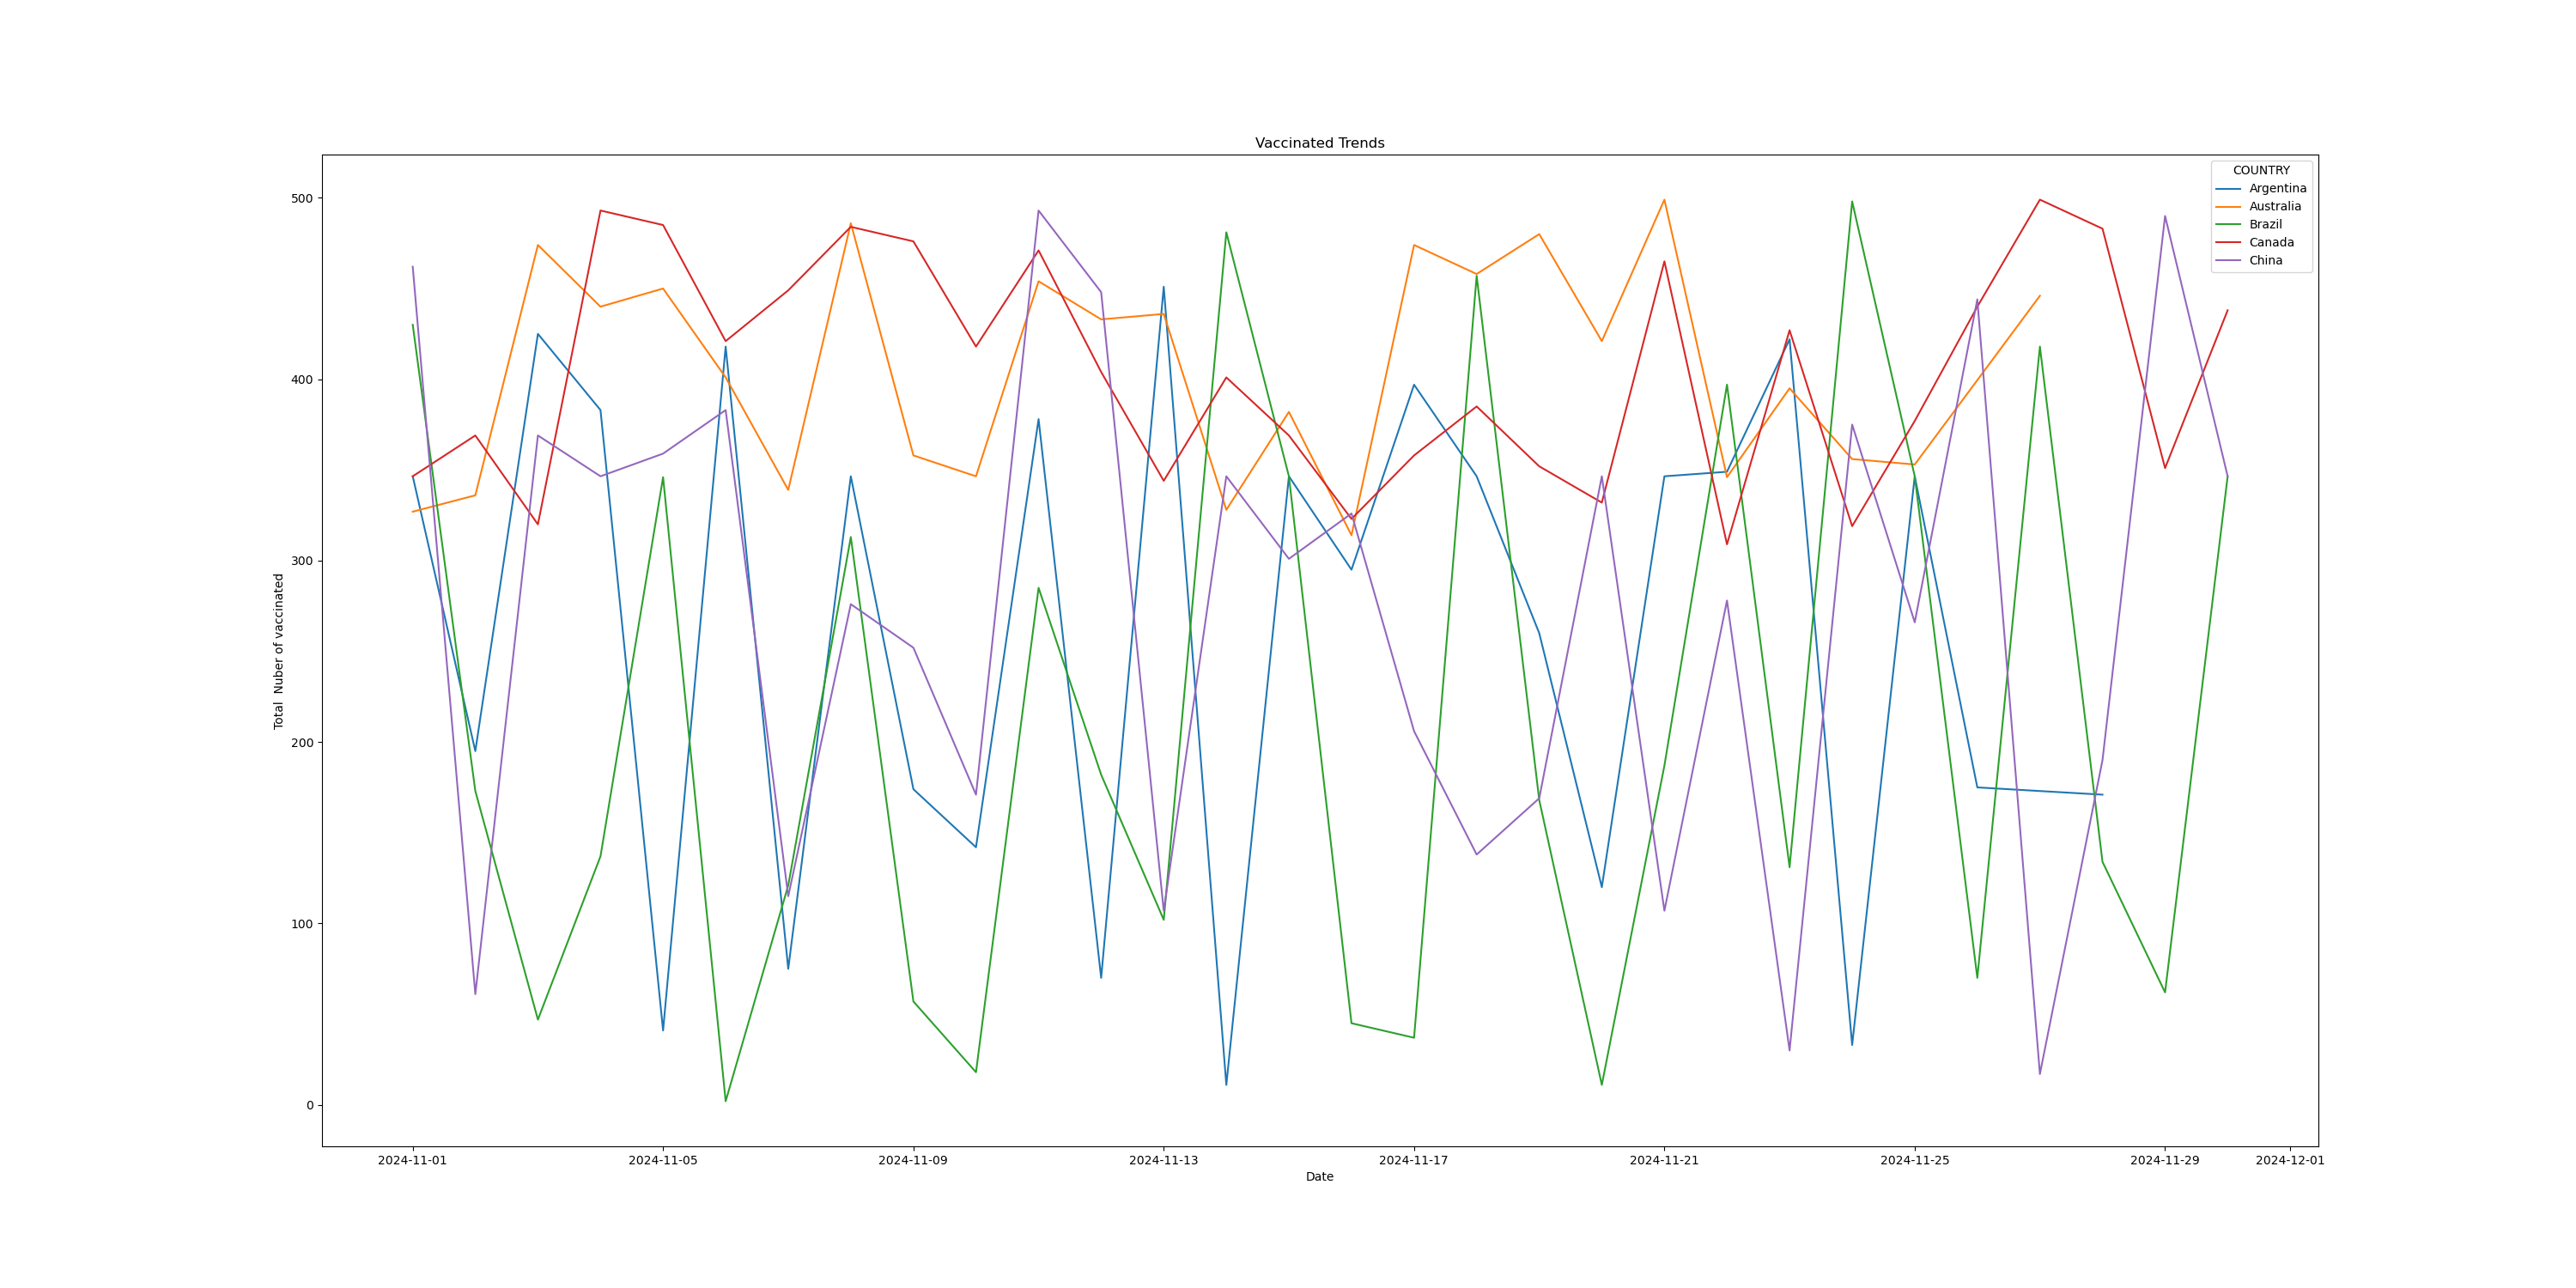 Vaccinated Trends
COUNTRY
Argentina
Australia
Brazil
Canada
China
Total  Nuber of vaccinated
500
400
300
200
100
0
2024-11-01
2024-11-05
2024-11-09
2024-11-13
2024-11-17
2024-11-21
2024-11-25
2024-11-29
2024-12-01
Date